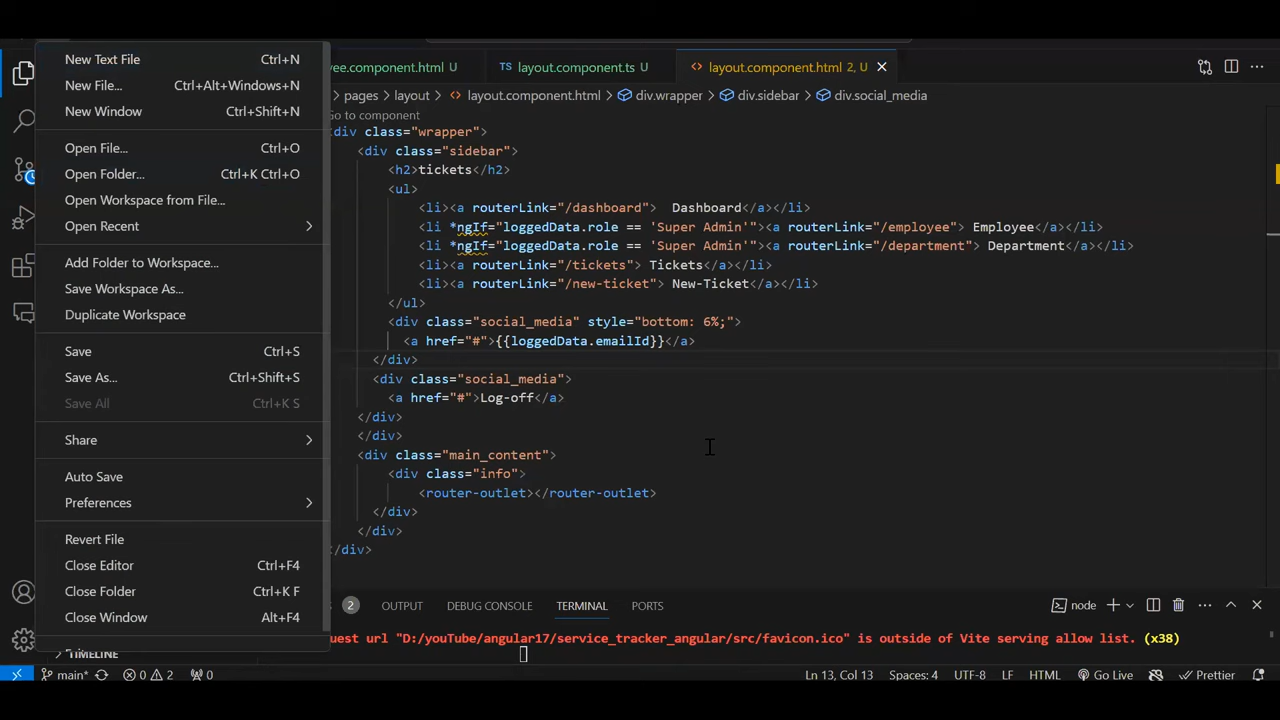 New Text File Ctrl+N
New File... Ctrl+Alt+Windows+N
New Window Ctrl+Shift+N
Open File... Ctrl+O
Open Folder... Ctrl+K Ctrl+O
Open Workspace from File...
Open Recent
Add Folder to Workspace...
Save Workspace As...
Duplicate Workspace
Save Ctrl+S
Save As... Ctrl+Shift+S
Save All Ctrl+K S
Share
Auto Save
Preferences
Revert File
Close Editor Ctrl+F4
Close Folder Ctrl+K F
Close Window Alt+F4
TIMELINE
yee.component.html U layout.component.ts U layout.component.html 2, U
pages layout layout.component.html div.wrapper div.sidebar div.social_media
Go to component
div class="wrapper">
<div class="sidebar">
<h2>tickets</h2>
<ul>
<li><a routerLink="/dashboard"> Dashboard</a></li>
<li *ngIf="loggedData.role == 'Super Admin'"><a routerLink="/employee"> Employee</a></li>
<li *ngIf="loggedData.role == 'Super Admin'"><a routerLink="/department"> Department</a></li>
<li><a routerLink="/tickets"> Tickets</a></li>
<li><a routerLink="/new-ticket"> New-Ticket</a></li>
</ul>
<div class="social_media" style="bottom: 6%;">
<a href="#">{{loggedData.emailId}}</a>
</div>
<div class="social_media">
<a href="#">Log-off</a>
</div>
</div>
<div class="main_content">
<div class="info">
<router-outlet></router-outlet>
</div>
</div>
</div>
2 OUTPUT DEBUG CONSOLE TERMINAL PORTS node
uest url "D:/youTube/angular17/service_tracker_angular/src/favicon.ico" is outside of Vite serving allow list. (x38)
main* 0 2 0 Ln 13, Col 13 Spaces: 4 UTF-8 LF HTML Go Live Prettier